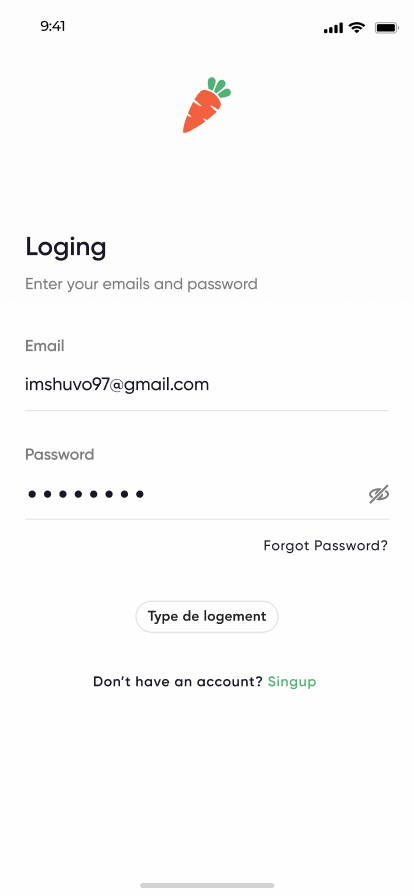 9:41
Loging
Enter your emails and password
Email
imshuvo97@gmail.com
Password
Forgot Password?
Type de logement
Don't have an account? Singup